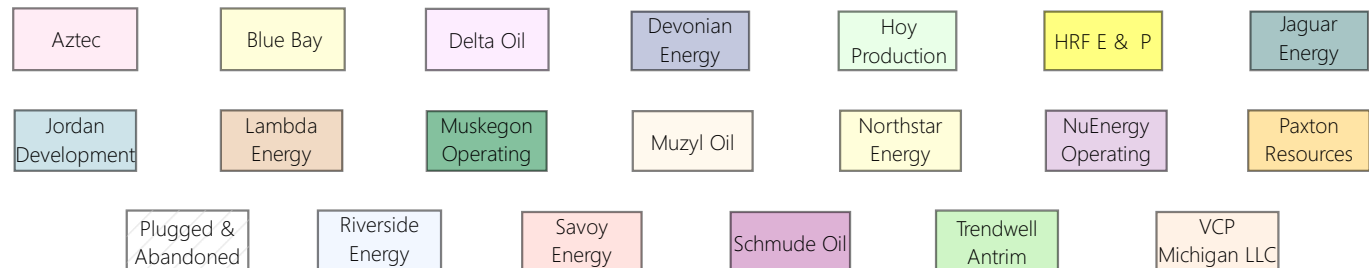 Aztec
Blue Bay
Delta Oil
Devonian
Energy
Hoy
Production
HRF E & P
Jaguar
Energy
Jordan
Development
Lambda
Energy
Muskegon
Operating
Muzyl Oil
Northstar
Energy
NuEnergy
Operating
Paxton
Resources
Plugged &
Abandoned
Riverside
Energy
Savoy
Energy
Schmude Oil
Trendwell
Antrim
VCP
Michigan LLC